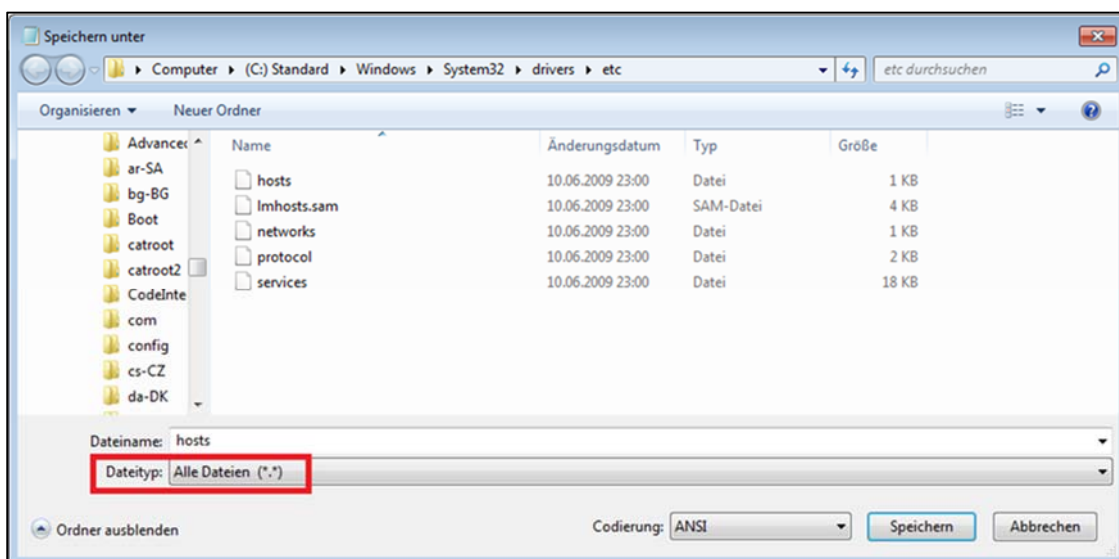 Speichern unter
Computer (C:) Standard Windows System32 drivers etc
etc durchsuchen
Organisieren Neuer Ordner
Name Änderungsdatum Typ Größe
Advanced
ar-SA
bg-BG
Boot
catroot
catroot2
CodeInte
com
config
cs-CZ
da-DK
hosts 10.06.2009 23:00 Datei 1 KB
lmhosts.sam 10.06.2009 23:00 SAM-Datei 4 KB
networks 10.06.2009 23:00 Datei 1 KB
protocol 10.06.2009 23:00 Datei 2 KB
services 10.06.2009 23:00 Datei 18 KB
Dateiname: hosts
Dateityp: Alle Dateien (*.*)
Ordner ausblenden
Codierung: ANSI Speichern Abbrechen